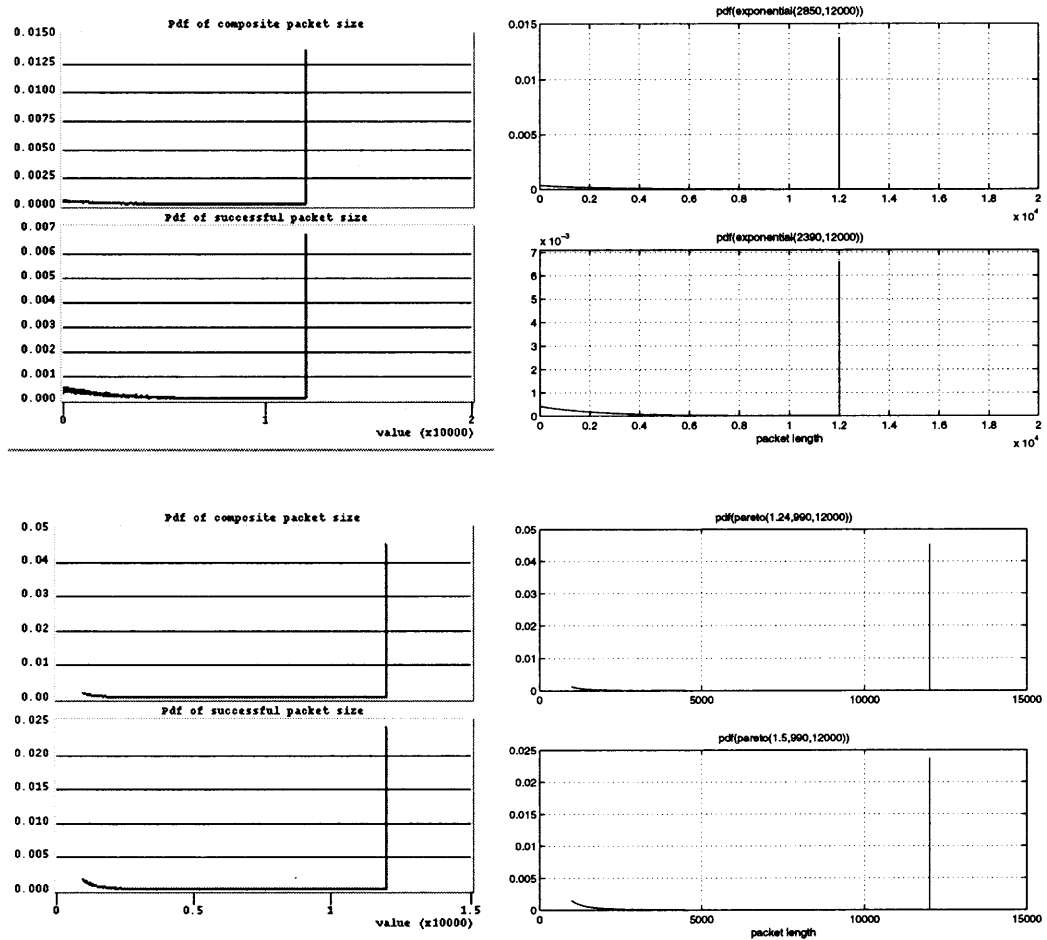 Pdf of composite packet size
0.0150
0.0125
0.0100
0.0075
0.0050
0.0025
0.0000
Pdf of successful packet size
0.007
0.006
0.005
0.004
0.003
0.002
0.001
0.000
0 1 2
value (x10000)
pdf(exponential(2850,12000))
0.015
0.01
0.005
0
0 0.2 0.4 0.6 0.8 1 1.2 1.4 1.6 1.8 2
x 10^4
pdf(exponential(2390,12000))
x 10^-3
7
6
5
4
3
2
1
0
0 0.2 0.4 0.6 0.8 1 1.2 1.4 1.6 1.8 2
packet length
x 10^4
Pdf of composite packet size
0.05
0.04
0.03
0.02
0.01
0.00
Pdf of successful packet size
0.025
0.020
0.015
0.010
0.005
0.000
0 0.5 1 1.5
value (x10000)
pdf(pareto(1.24,990,12000))
0.05
0.04
0.03
0.02
0.01
0
0 5000 10000 15000
pdf(pareto(1.5,990,12000))
0.025
0.02
0.015
0.01
0.005
0
0 5000 10000 15000
packet length